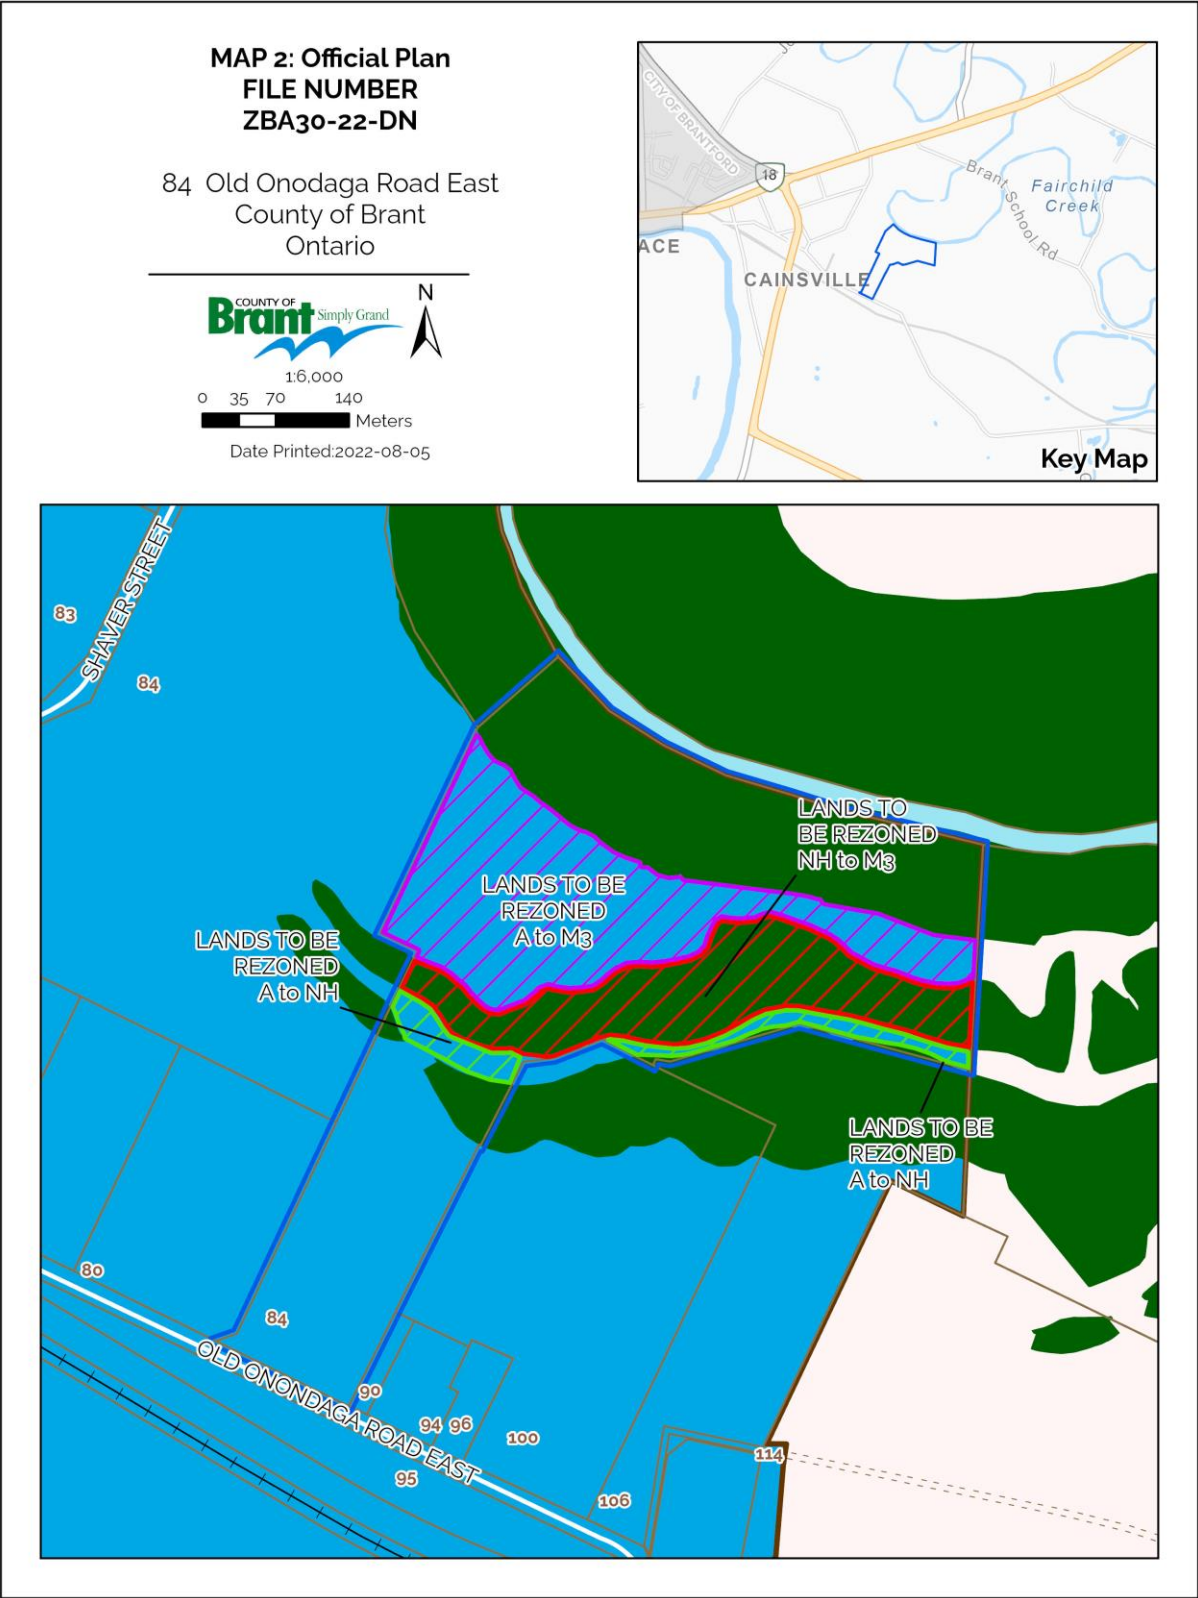 MAP 2: Official Plan
FILE NUMBER
ZBA30-22-DN
84 Old Onodaga Road East
County of Brant
Ontario
COUNTY OF
Brant Simply Grand
N
1:6,000
0 35 70 140
Meters
Date Printed:2022-08-05
CITY OF BRANTFORD
18
Brant School Rd
Fairchild
Creek
ACE
CAINSVILLE
Key Map
SHAVER STREET
83
84
LANDS TO
BE REZONED
NH to M3
LANDS TO BE
REZONED
A to M3
LANDS TO BE
REZONED
A to NH
LANDS TO BE
REZONED
A to NH
80
84
OLD ONONDAGA ROAD EAST
90
94 96
100
95
106
114